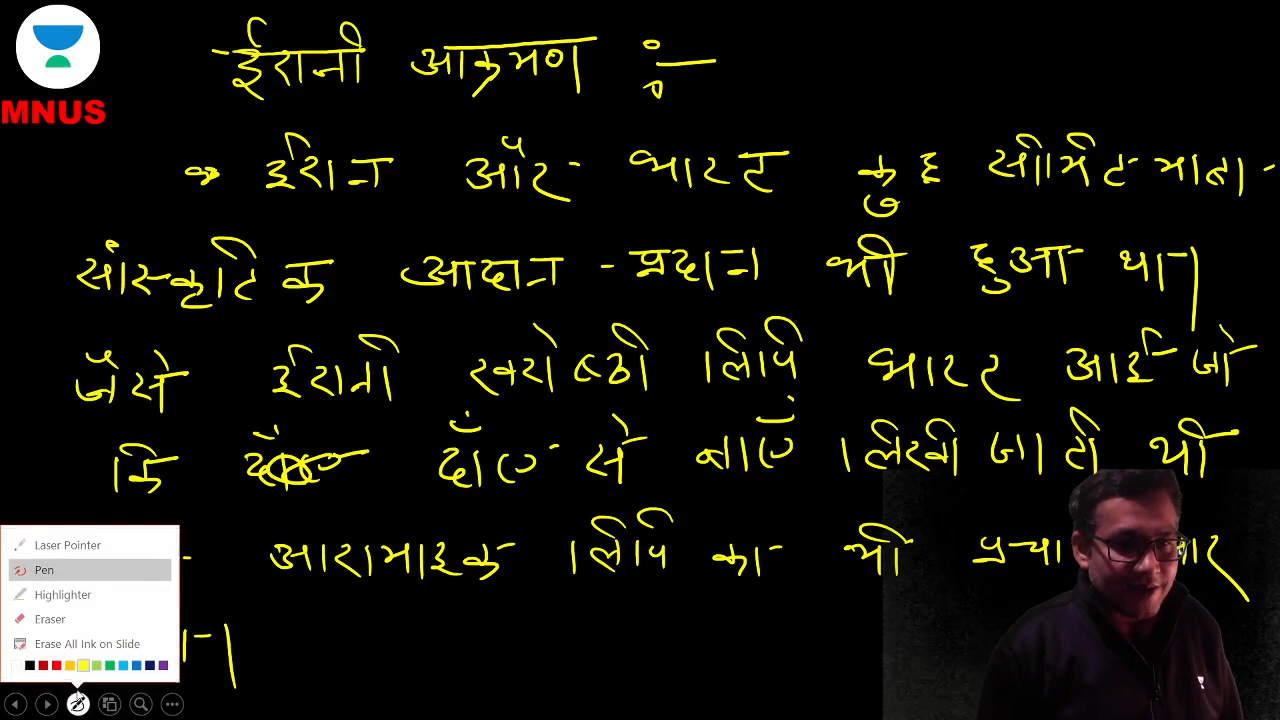 MNUS
ईरानी आक्रमण :-
ईरान और भारत कुछ सीमित मात्रा
सांस्कृतिक आदान-प्रदान भी हुआ था।
जैसे ईरानी खरोष्ठी लिपि भारत आई जो
कि दाँए से बाएँ लिखी जाती थी
आरामाइक लिपि का भी
Laser Pointer
Pen
Highlighter
Eraser
Erase All Ink on Slide